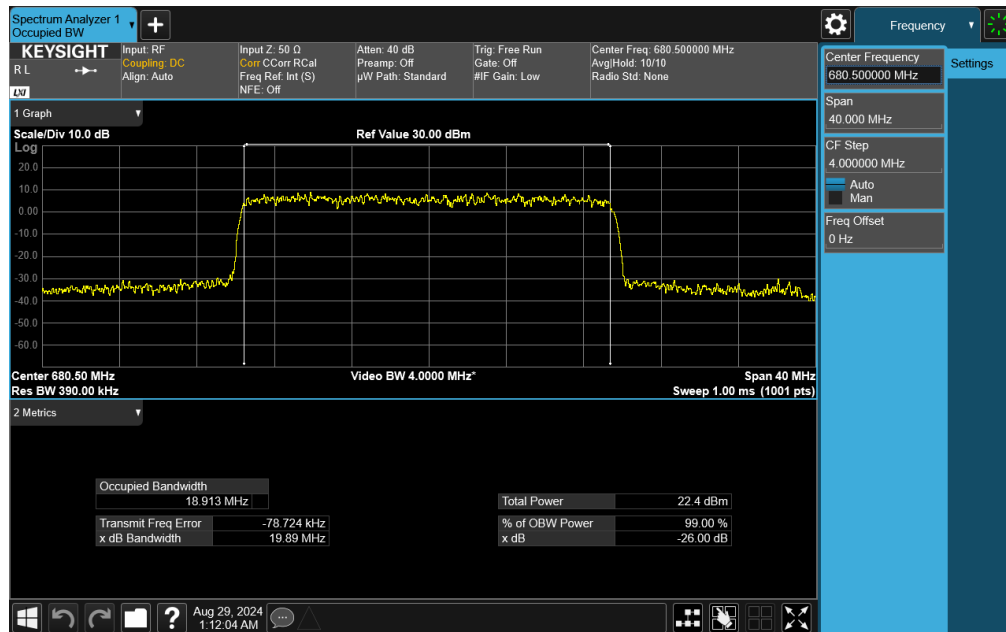 Spectrum Analyzer 1
Occupied BW
Frequency
KEYSIGHT
R L
LXI
Input: RF
Coupling: DC
Align: Auto
Input Z: 50 Ω
Corr CCorr RCal
Freq Ref: Int (S)
NFE: Off
Atten: 40 dB
Preamp: Off
µW Path: Standard
Trig: Free Run
Gate: Off
#IF Gain: Low
Center Freq: 680.500000 MHz
Avg|Hold: 10/10
Radio Std: None
Center Frequency
680.500000 MHz
Settings
Span
40.000 MHz
CF Step
4.000000 MHz
Auto
Man
Freq Offset
0 Hz
1 Graph
Scale/Div 10.0 dB
Ref Value 30.00 dBm
Log
20.0
10.0
0.00
-10.0
-20.0
-30.0
-40.0
-50.0
-60.0
Center 680.50 MHz
Video BW 4.0000 MHz*
Span 40 MHz
Res BW 390.00 kHz
Sweep 1.00 ms (1001 pts)
2 Metrics
Occupied Bandwidth
18.913 MHz
Total Power 22.4 dBm
Transmit Freq Error -78.724 kHz
% of OBW Power 99.00 %
x dB Bandwidth 19.89 MHz
x dB -26.00 dB
?
Aug 29, 2024
1:12:04 AM